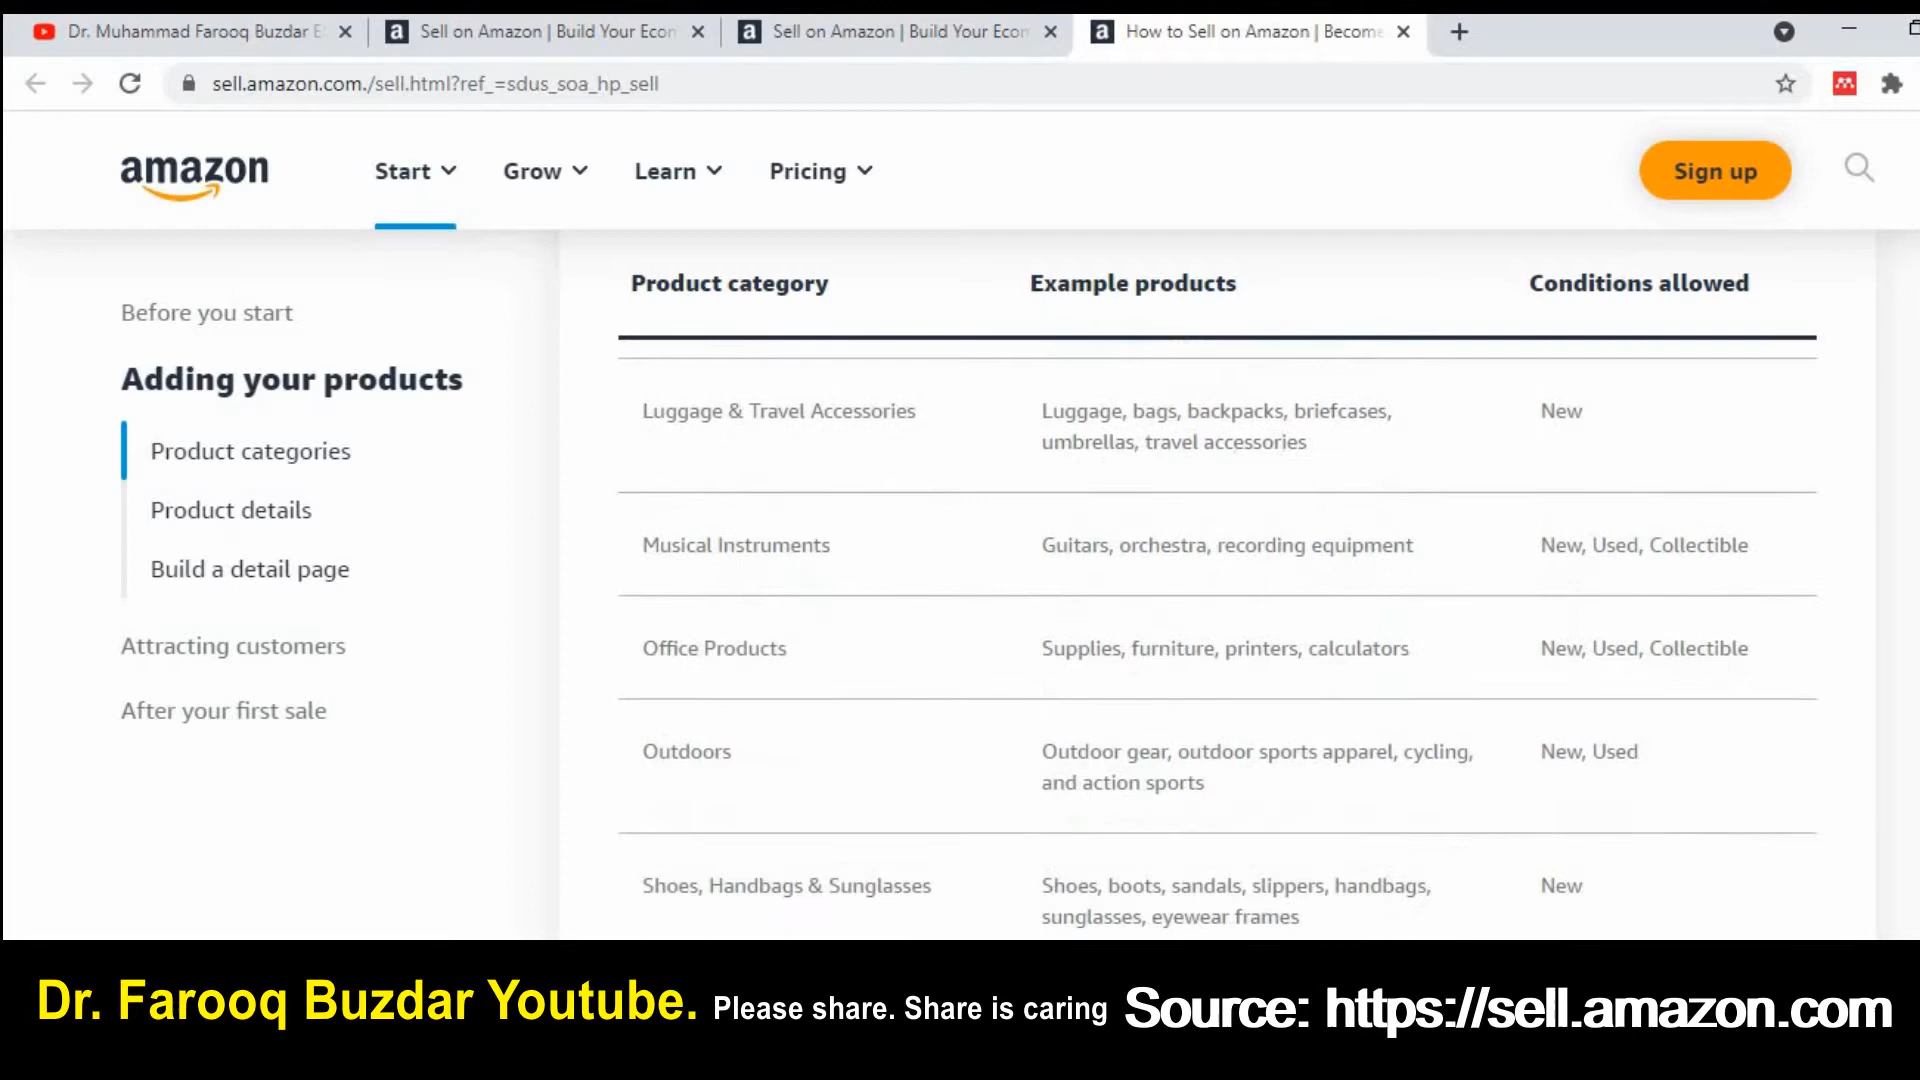 Dr. Muhammad Farooq Buzdar E
Sell on Amazon | Build Your Econ
Sell on Amazon | Build Your Econ
How to Sell on Amazon | Become
sell.amazon.com./sell.html?ref_=sdus_soa_hp_sell
amazon
Start
Grow
Learn
Pricing
Sign up
Before you start
Adding your products
Product categories
Product details
Build a detail page
Attracting customers
After your first sale
Product category Example products Conditions allowed
Luggage & Travel Accessories Luggage, bags, backpacks, briefcases, New
umbrellas, travel accessories
Musical Instruments Guitars, orchestra, recording equipment New, Used, Collectible
Office Products Supplies, furniture, printers, calculators New, Used, Collectible
Outdoors Outdoor gear, outdoor sports apparel, cycling, New, Used
and action sports
Shoes, Handbags & Sunglasses Shoes, boots, sandals, slippers, handbags, New
sunglasses, eyewear frames
Dr. Farooq Buzdar Youtube. Please share. Share is caring Source: https://sell.amazon.com